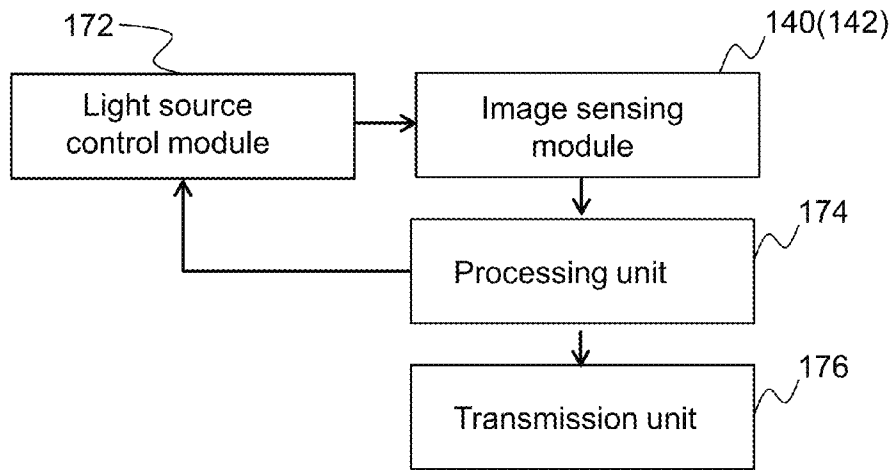 172
140(142)
Light source
control module
Image sensing
module
174
Processing unit
176
Transmission unit